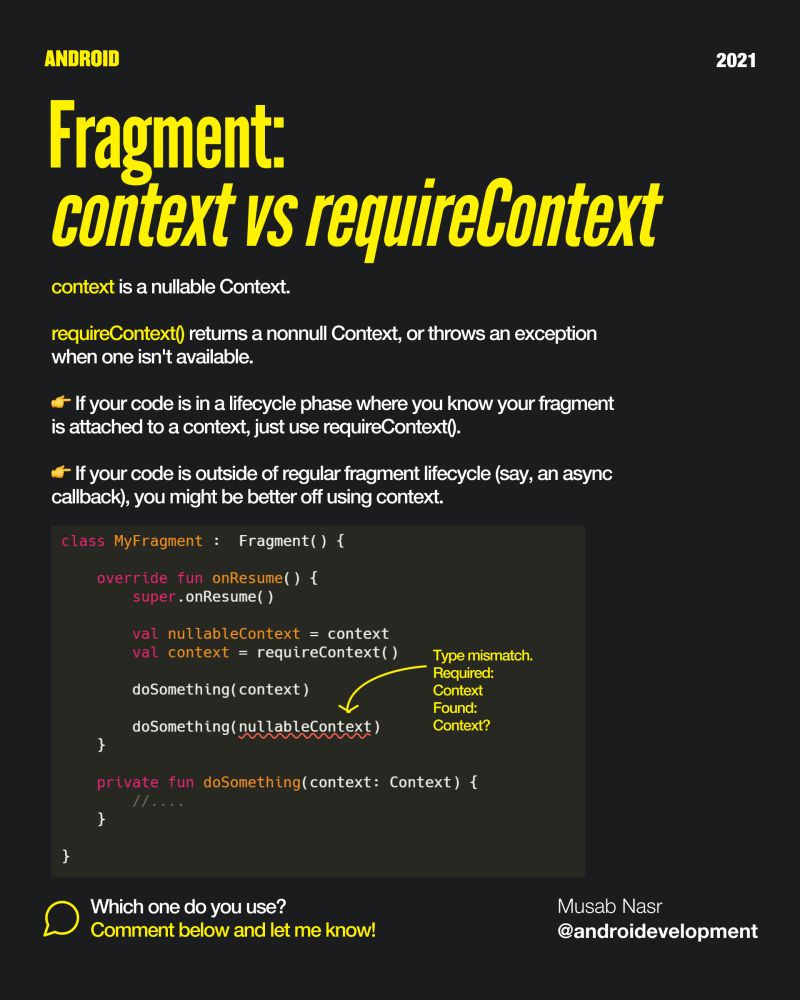 ANDROID
2021
Fragment:
context vs requireContext
context is a nullable Context.
requireContext() returns a nonnull Context, or throws an exception
when one isn't available.
👉 If your code is in a lifecycle phase where you know your fragment
is attached to a context, just use requireContext().
👉 If your code is outside of regular fragment lifecycle (say, an async
callback), you might be better off using context.
class MyFragment :  Fragment() {
    override fun onResume() {
        super.onResume()
        val nullableContext = context
        val context = requireContext()
        doSomething(context)
        doSomething(nullableContext)
    }
    private fun doSomething(context: Context) {
        //....
    }
}
Type mismatch.
Required:
Context
Found:
Context?
Which one do you use?
Comment below and let me know!
Musab Nasr
@androidevelopment